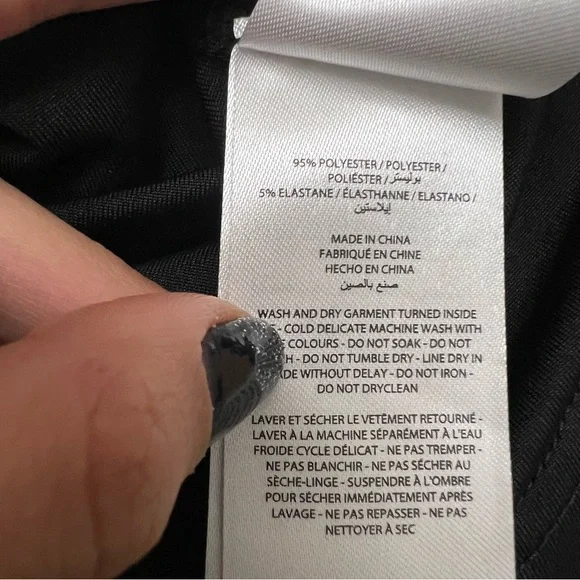 95% POLYESTER / POLYESTER /
POLIÉSTER / بوليستر
5% ELASTANE / ÉLASTHANNE / ELASTANO /
إيلاستين
MADE IN CHINA
FABRIQUÉ EN CHINE
HECHO EN CHINA
صنع بالصين
WASH AND DRY GARMENT TURNED INSIDE
- COLD DELICATE MACHINE WASH WITH
COLOURS - DO NOT SOAK - DO NOT
- DO NOT TUMBLE DRY - LINE DRY IN
WITHOUT DELAY - DO NOT IRON -
DO NOT DRYCLEAN
LAVER ET SÉCHER LE VETÊMENT RETOURNÉ -
LAVER À LA MACHINE SÉPARÉMENT À L'EAU
FROIDE CYCLE DÉLICAT - NE PAS TREMPER -
NE PAS BLANCHIR - NE PAS SÉCHER AU
SÈCHE-LINGE - SUSPENDRE À L'OMBRE
POUR SÉCHER IMMÉDIATEMENT APRÈS
LAVAGE - NE PAS REPASSER - NE PAS
NETTOYER À SEC